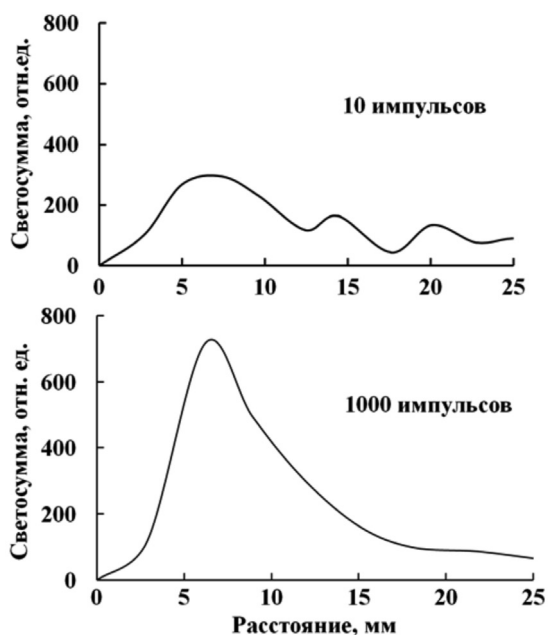 800
600
400
200
0
Светосумма, отн.ед.
10 импульсов
0 5 10 15 20 25
800
600
400
200
0
Светосумма, отн. ед.
1000 импульсов
0 5 10 15 20 25
Расстояние, мм